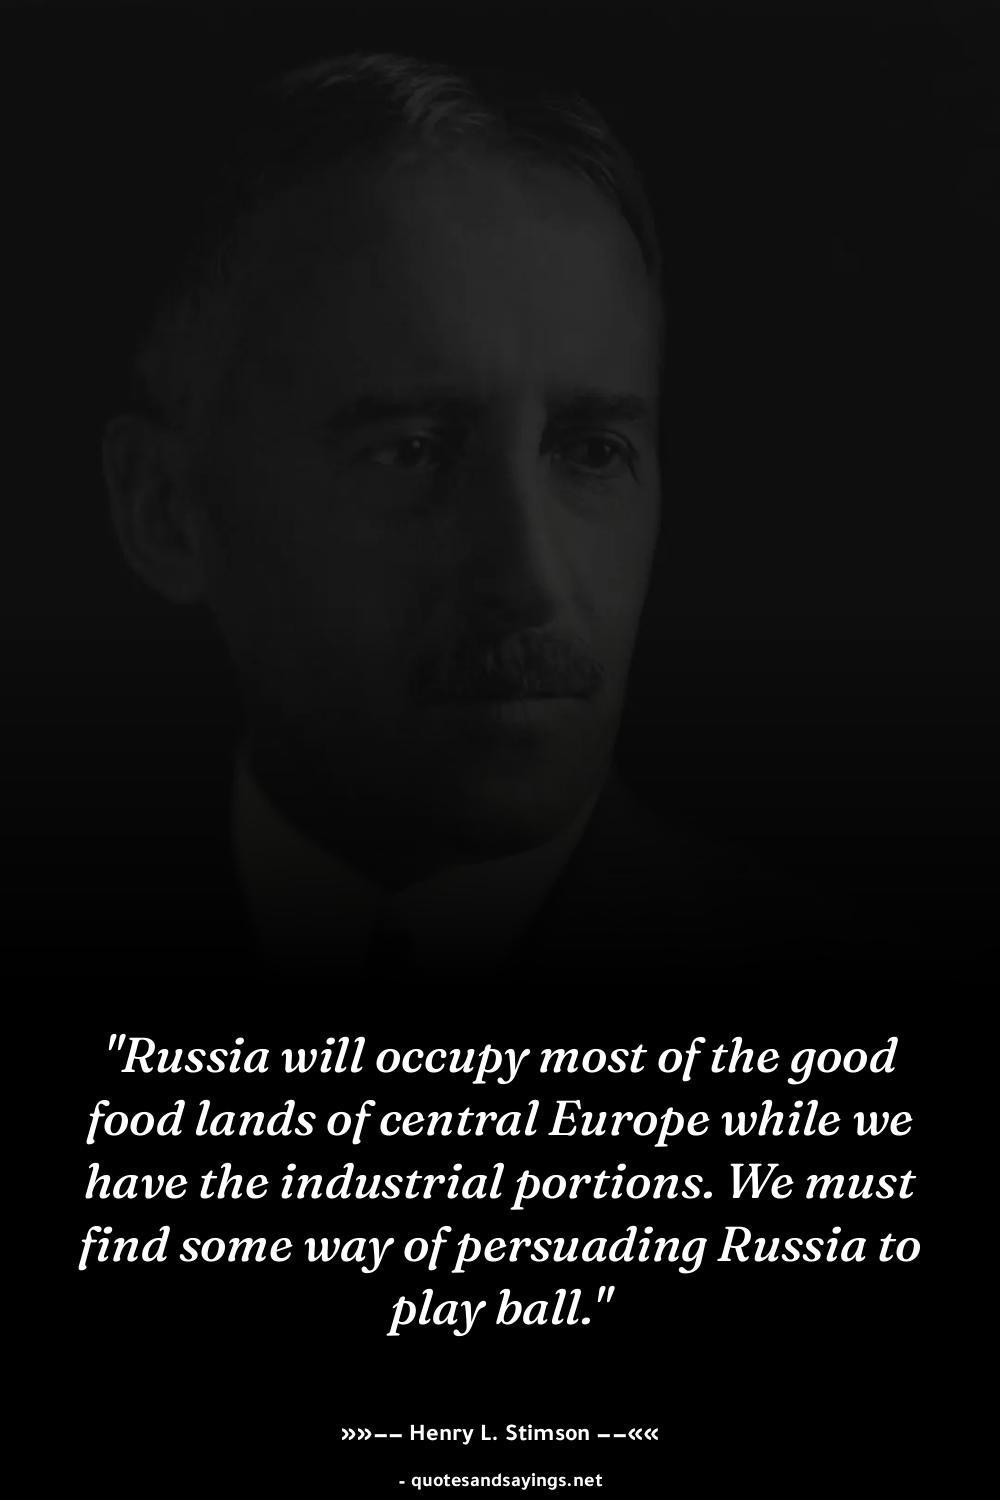 "Russia will occupy most of the good
food lands of central Europe while we
have the industrial portions. We must
find some way of persuading Russia to
play ball."
»»–– Henry L. Stimson ––««
- quotesandsayings.net